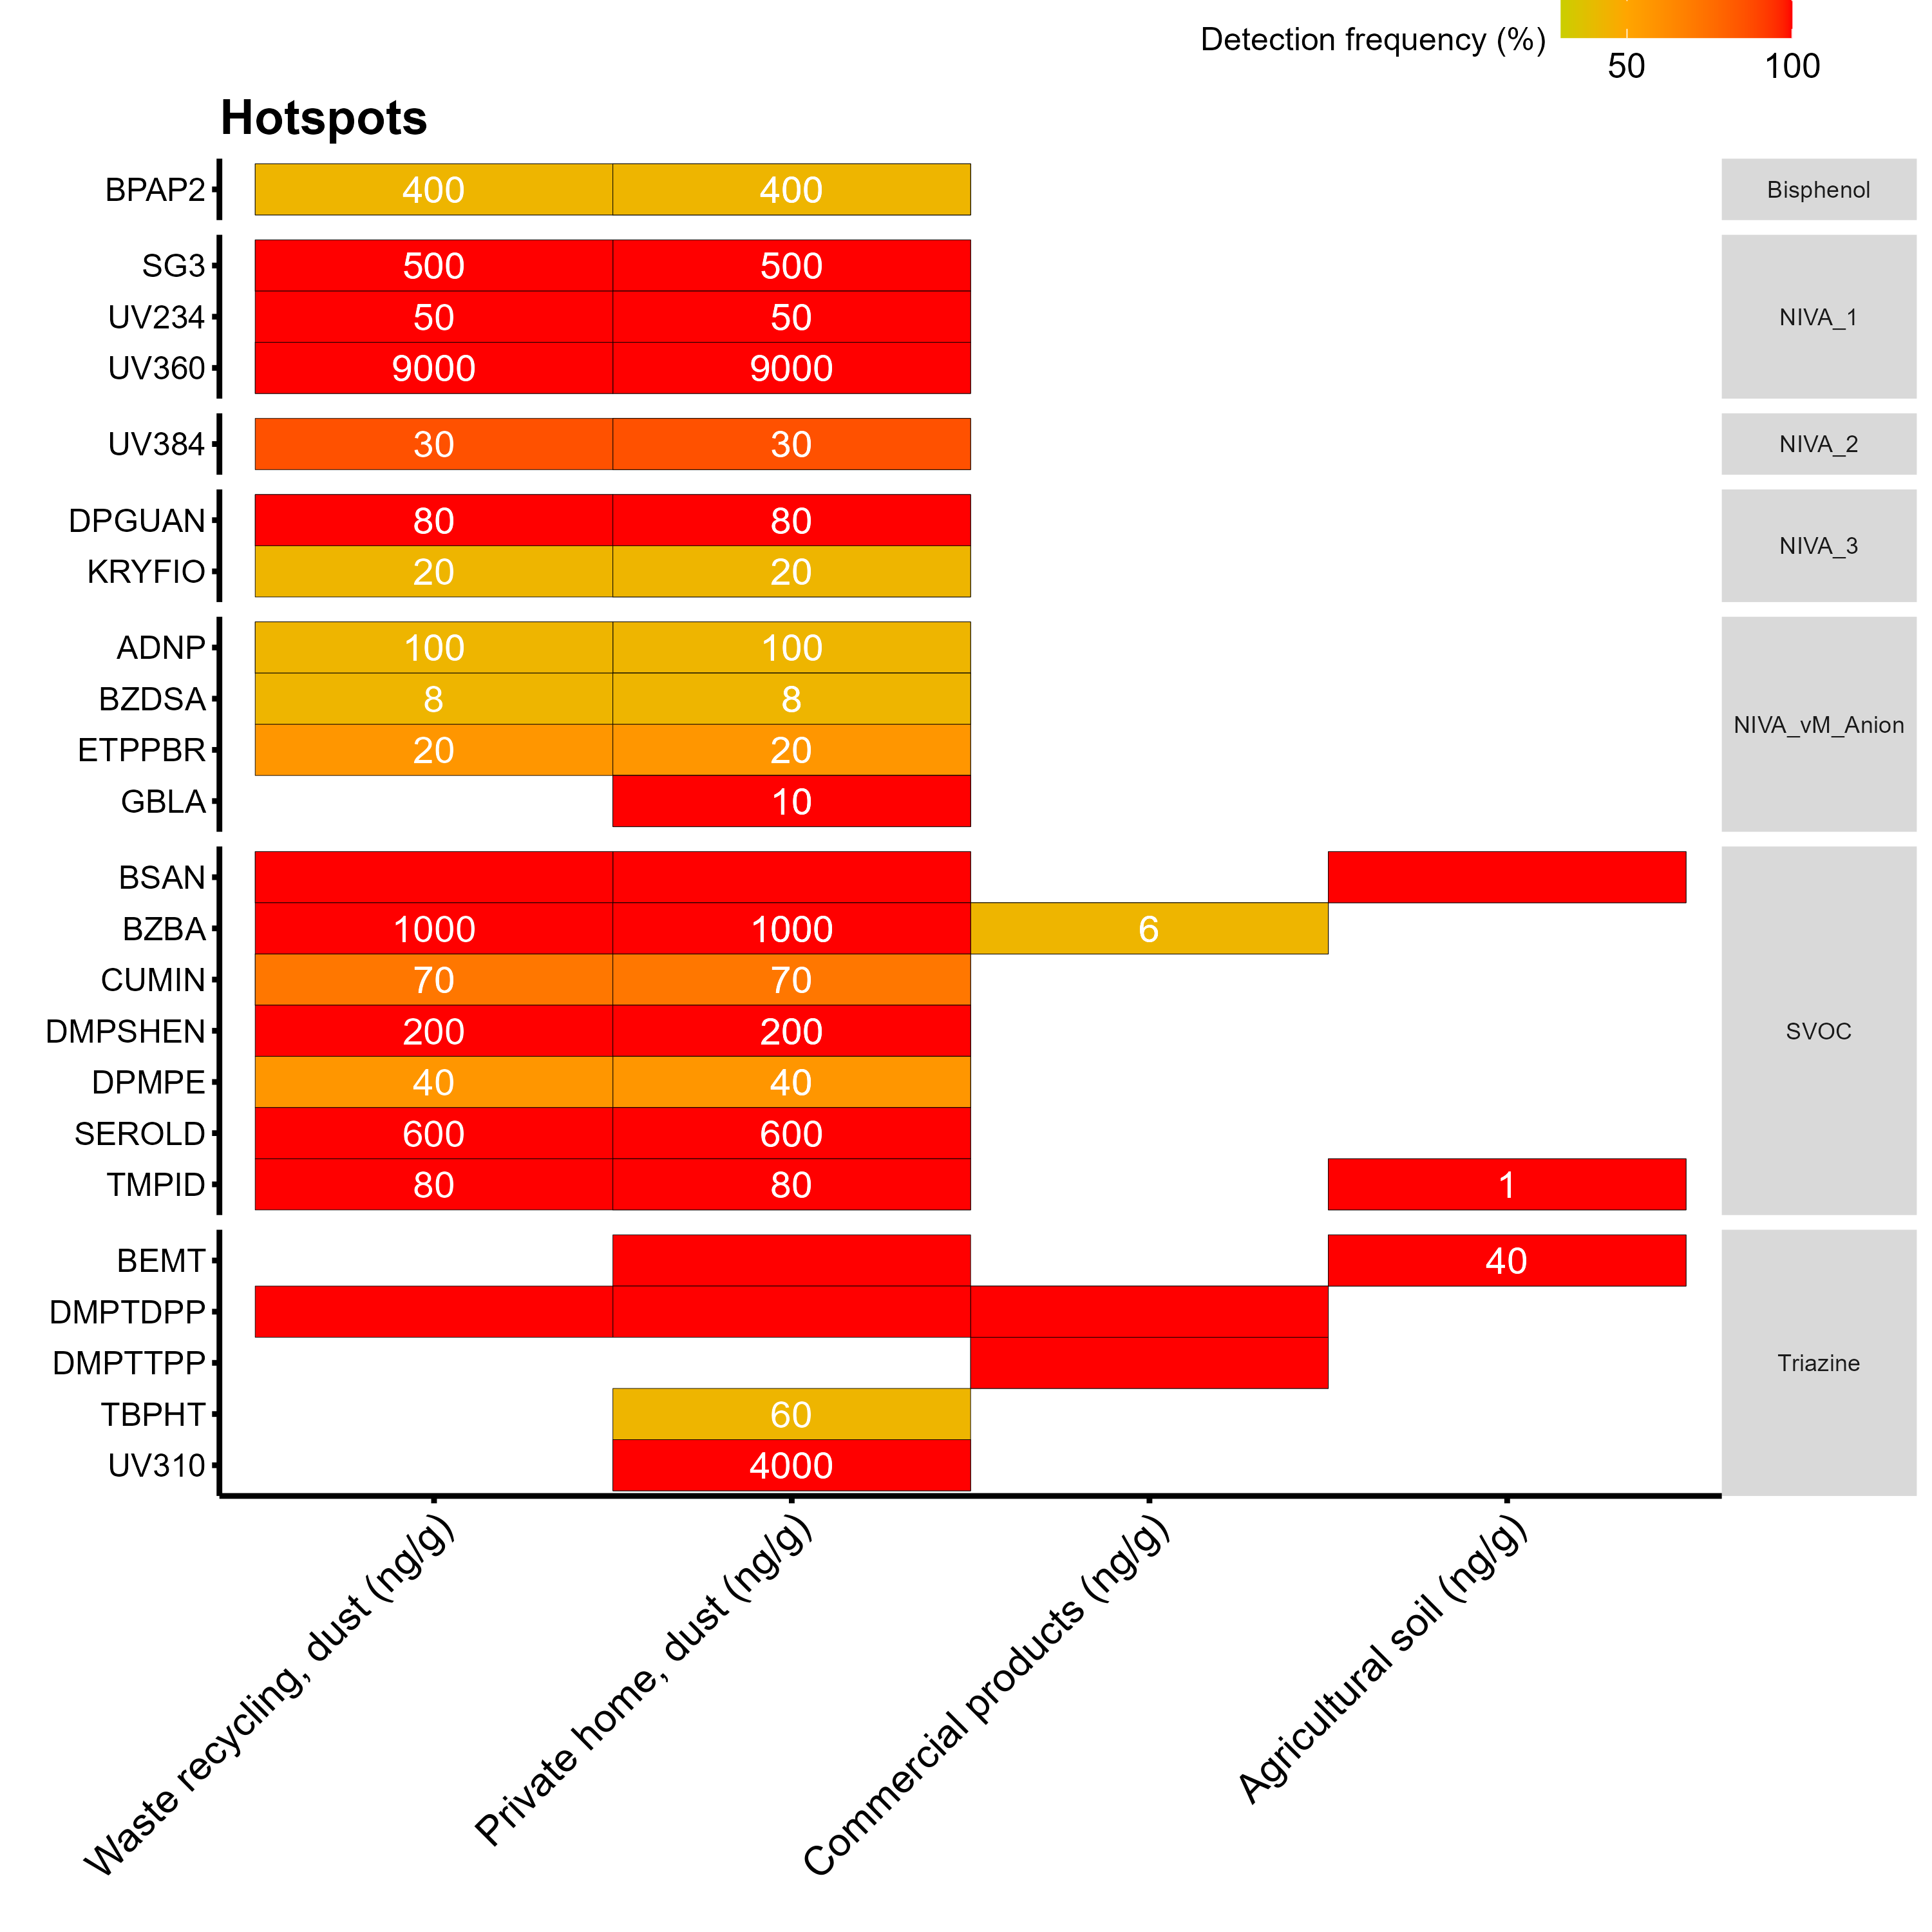 Detection frequency (%)
50 100
Hotspots
BPAP2 400 400 Bisphenol
SG3 500 500
UV234 50 50 NIVA_1
UV360 9000 9000
UV384 30 30 NIVA_2
DPGUAN 80 80
NIVA_3
KRYFIO 20 20
ADNP 100 100
BZDSA 8 8
NIVA_vM_Anion
ETPPBR 20 20
GBLA 10
BSAN
BZBA 1000 1000 6
CUMIN 70 70
DMPSHEN 200 200 SVOC
DPMPE 40 40
SEROLD 600 600
TMPID 80 80 1
BEMT 40
DMPTDPP
DMPTTPP Triazine
TBPHT 60
UV310 4000
Waste recycling, dust (ng/g)
Private home, dust (ng/g)
Commercial products (ng/g)
Agricultural soil (ng/g)